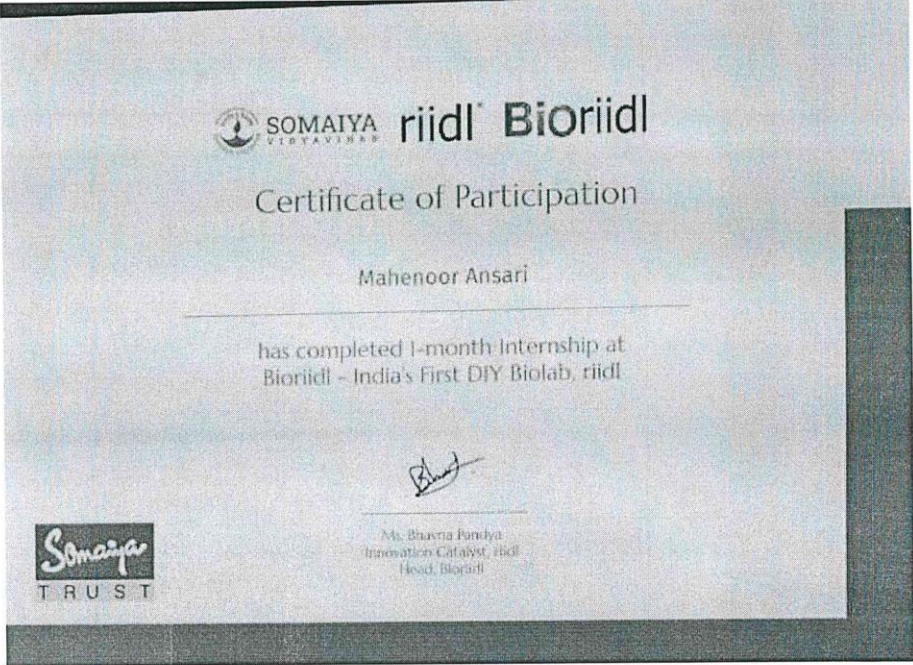 SOMAIYA
VIDYAVIHAR
riidl
Bioriidl
Certificate of Participation
Mahenoor Ansari
has completed 1-month Internship at
Bioriidl – India's First DIY Biolab, riidl
Ms. Bhavna Pandya
Innovation Catalyst, riidl
Head, Bioriidl
Somaiya
TRUST